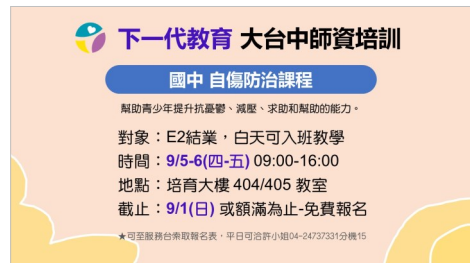 下一代教育 大台中師資培訓
國中 自傷防治課程
幫助青少年提升抗憂鬱、減壓、求助和幫助的能力。
對象：E2結業，白天可入班教學
時間：9/5-6(四-五) 09:00-16:00
地點：培育大樓 404/405 教室
截止：9/1(日) 或額滿為止-免費報名
★可至服務台索取報名表，平日可洽許小姐04-24737331分機15